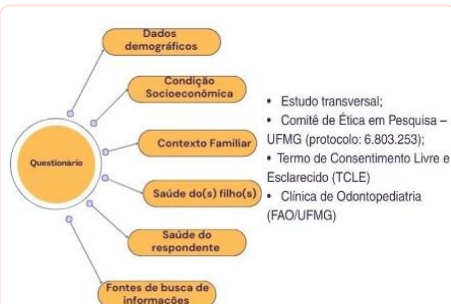 Dados
demográficos
Condição
Socioeconômica
Contexto Familiar
Questionario
Saúde do(s) filho(s)
Saúde do
respondente
Fontes de busca de
informações
• Estudo transversal;
• Comitê de Ética em Pesquisa –
UFMG (protocolo: 6.803.253);
• Termo de Consentimento Livre e
Esclarecido (TCLE)
• Clínica de Odontopediatria
(FAO/UFMG)